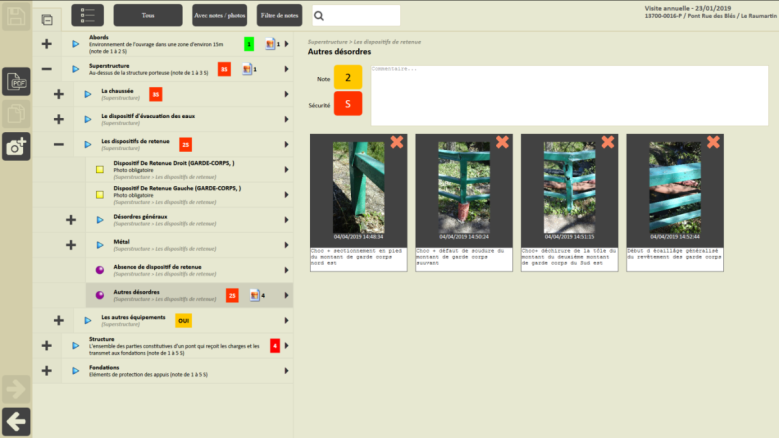 Tous
Avec notes / photos
Filtre de notes
Visite annuelle - 23/01/2019
13700-0016-P / Pont Rue des Blés / La Raumartin
PDF
Abords
Environnement de l'ouvrage dans une zone d'environ 15m
(note de 1 à 2 S)
1
1
Superstructure
Au-dessus de la structure porteuse (note de 1 à 3 S)
3S
1
La chaussée
(Superstructure)
3S
Le dispositif d'évacuation des eaux
(Superstructure)
Les dispositifs de retenue
(Superstructure)
2S
Dispositif De Retenue Droit (GARDE-CORPS, )
Photo obligatoire
(Superstructure > Les dispositifs de retenue)
Dispositif De Retenue Gauche (GARDE-CORPS, )
Photo obligatoire
(Superstructure > Les dispositifs de retenue)
Désordres généraux
(Superstructure > Les dispositifs de retenue)
Métal
(Superstructure > Les dispositifs de retenue)
Absence de dispositif de retenue
(Superstructure > Les dispositifs de retenue)
Autres désordres
(Superstructure > Les dispositifs de retenue)
2S
4
Les autres équipements
(Superstructure)
OUI
Structure
L'ensemble des parties constitutives d'un pont qui reçoit les charges et les
transmet aux fondations (note de 1 à 5 S)
4
Fondations
Eléments de protection des appuis (note de 1 à 5 S)
Superstructure > Les dispositifs de retenue
Autres désordres
Note
2
Sécurité
S
Commentaire...
04/04/2019 14:48:34
Choc + sectionnement en pied
du montant de garde corps
nord est
04/04/2019 14:50:24
Choc + défaut de soudure du
montant de garde corps
suivant
04/04/2019 14:51:15
Choc+ déchirure de la tôle du
montant du deuxième montant
de garde corps du Sud est
04/04/2019 14:52:44
Début d écaillage généralisé
du revêtement des garde corps